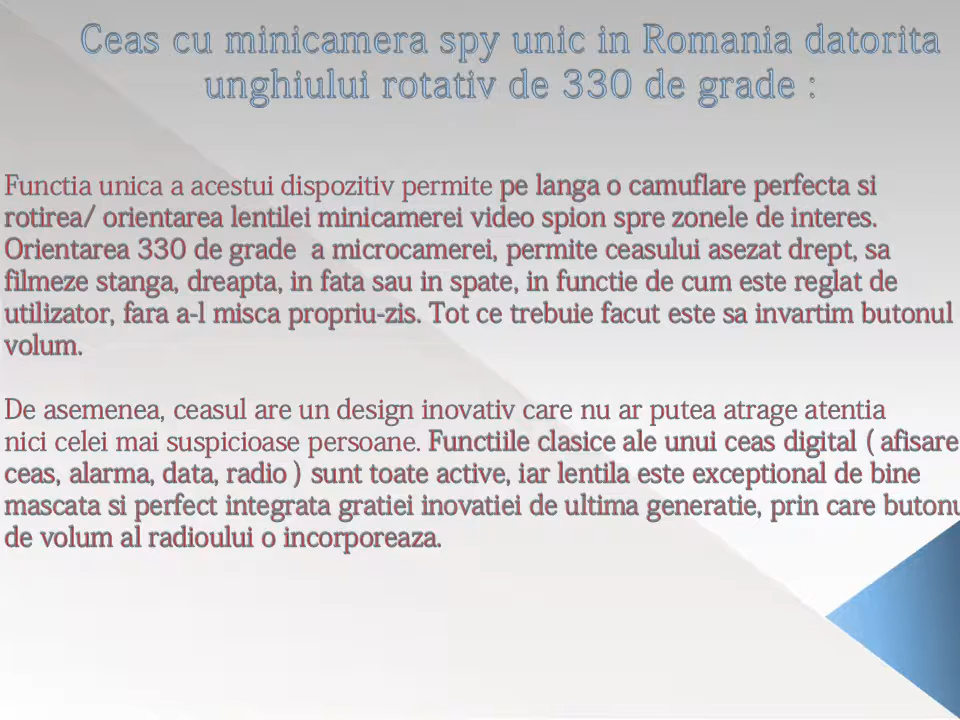 Ceas cu minicamera spy unic in Romania datorita
unghiului rotativ de 330 de grade :
Functia unica a acestui dispozitiv permite pe langa o camuflare perfecta si
rotirea/ orientarea lentilei minicamerei video spion spre zonele de interes.
Orientarea 330 de grade a microcamerei, permite ceasului asezat drept, sa
filmeze stanga, dreapta, in fata sau in spate, in functie de cum este reglat de
utilizator, fara a-l misca propriu-zis. Tot ce trebuie facut este sa invartim butonul
volum.
De asemenea, ceasul are un design inovativ care nu ar putea atrage atentia
nici celei mai suspicioase persoane. Functiile clasice ale unui ceas digital ( afisare
ceas, alarma, data, radio ) sunt toate active, iar lentila este exceptional de bine
mascata si perfect integrata gratiei inovatiei de ultima generatie, prin care butonu
de volum al radioului o incorporeaza.